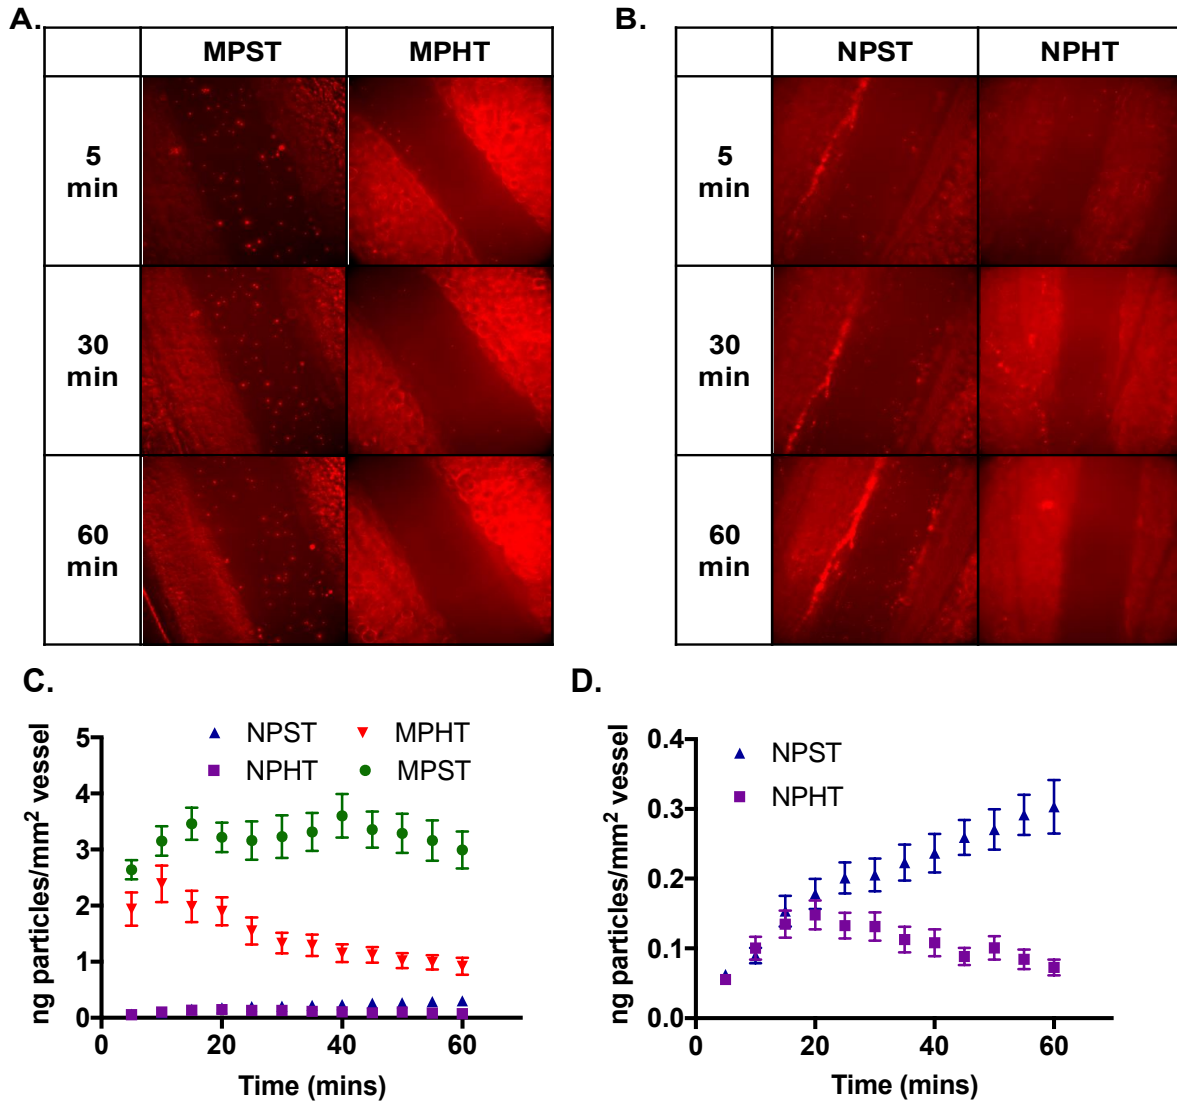 A.
MPST MPHT
5
min
30
min
60
min
B.
NPST NPHT
5
min
30
min
60
min
C.
ng particles/mm² vessel
5
4
3
2
1
0
NPST MPHT
NPHT MPST
0 20 40 60
Time (mins)
D.
ng particles/mm² vessel
0.4
0.3
0.2
0.1
0.0
NPST
NPHT
0 20 40 60
Time (mins)